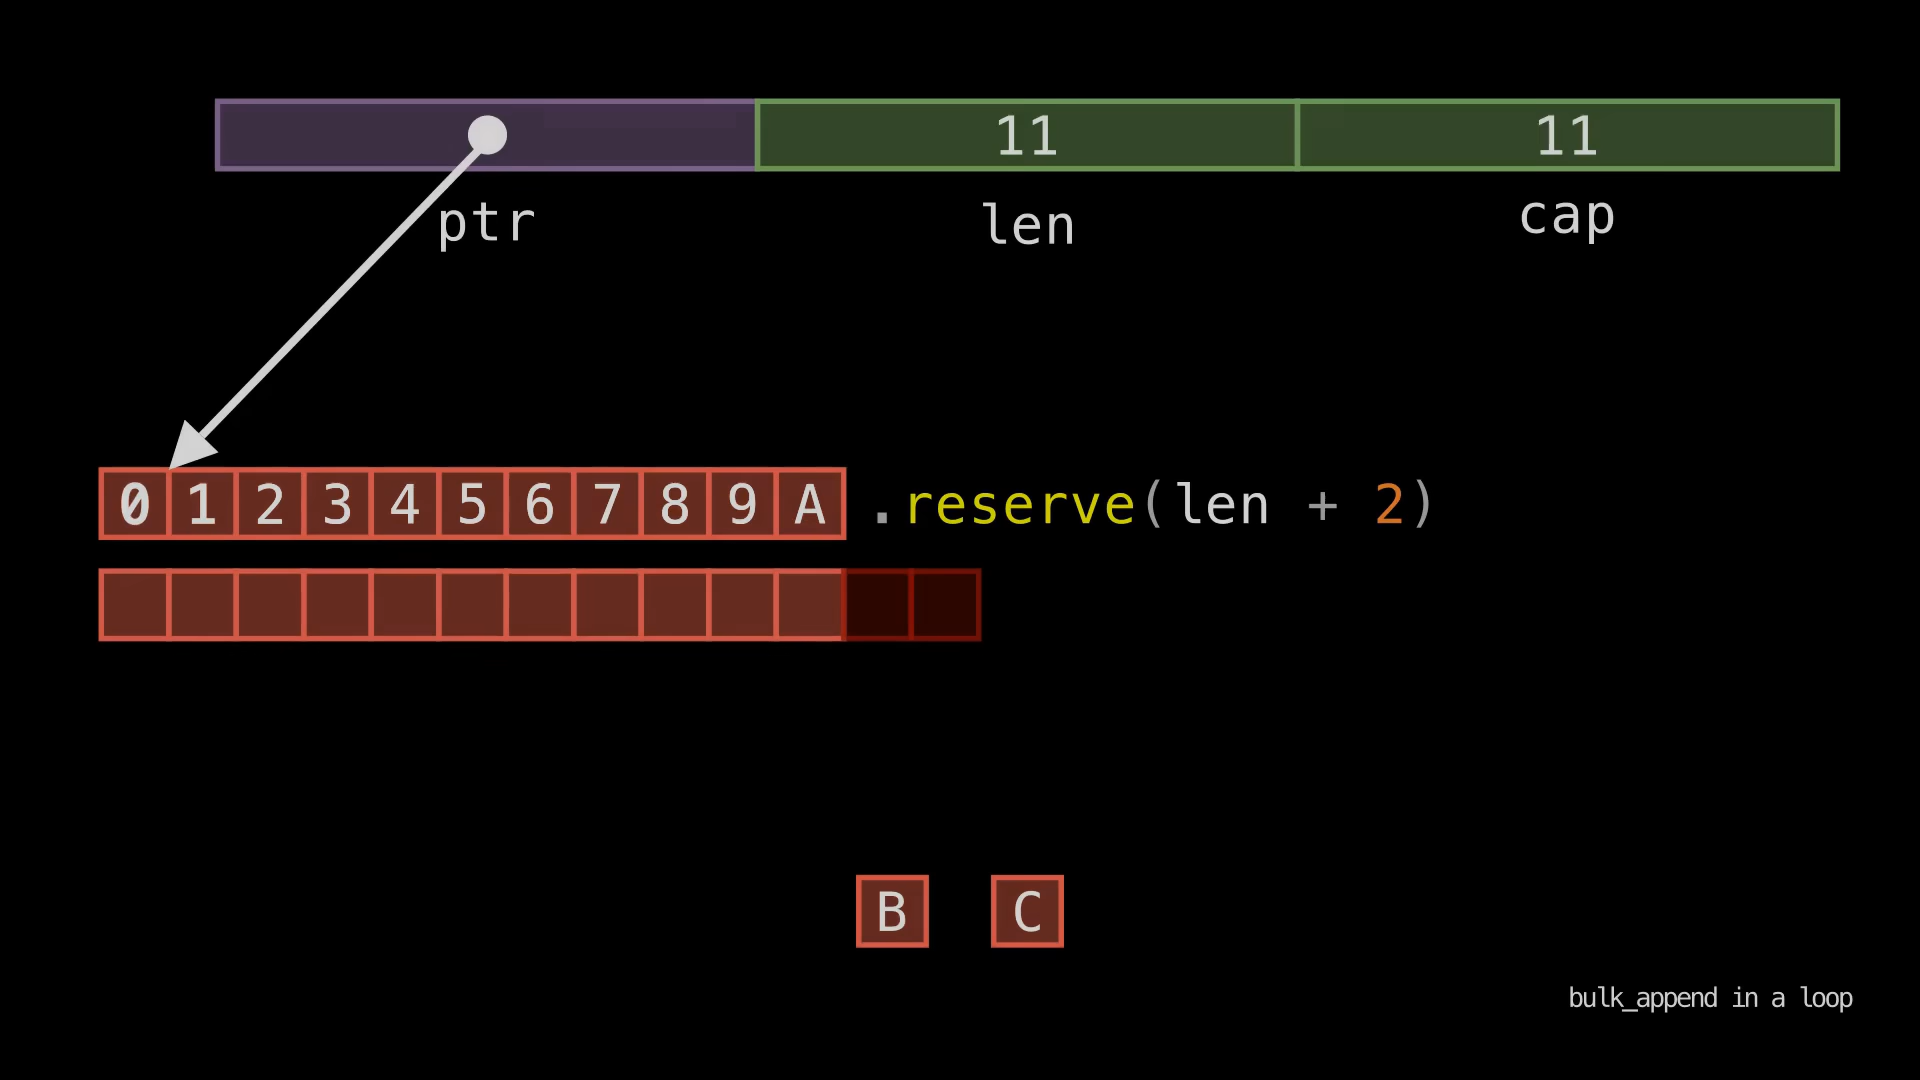 11 11
ptr len cap
0 1 2 3 4 5 6 7 8 9 A .reserve(len + 2)
B C
bulk_append in a loop